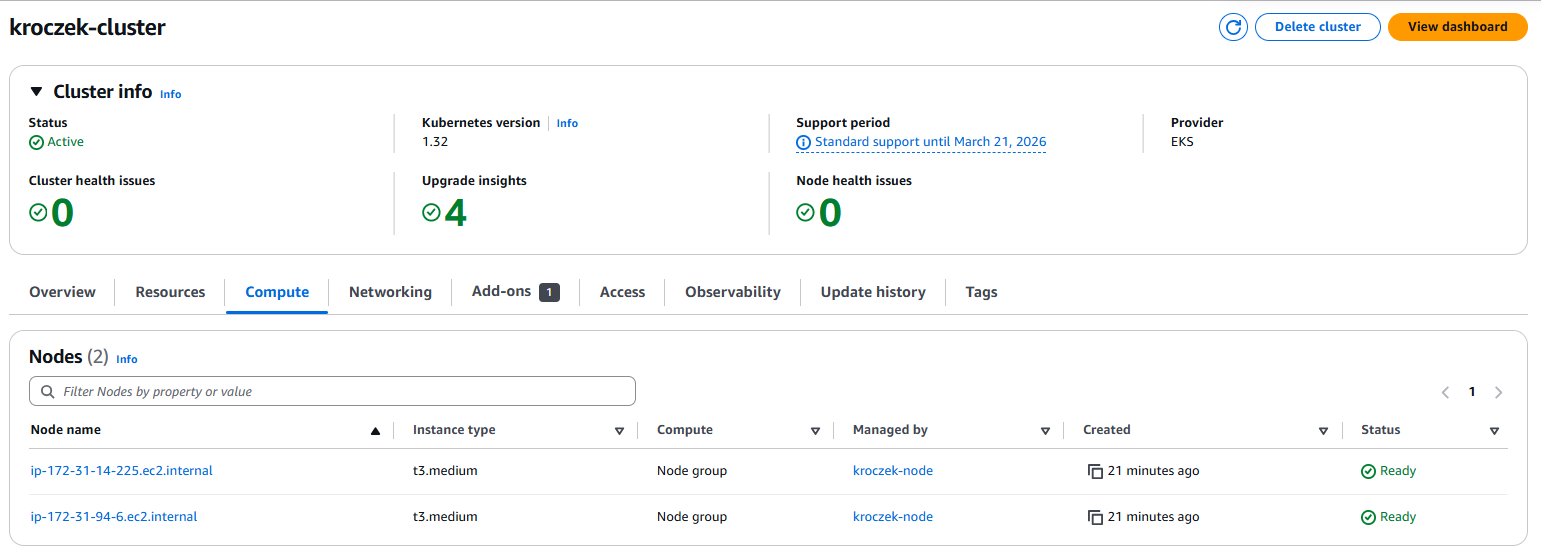 kroczek-cluster
Delete cluster
View dashboard
Cluster info Info
Status
Kubernetes version Info
Support period
Provider
Active
1.32
Standard support until March 21, 2026
EKS
Cluster health issues
Upgrade insights
Node health issues
0
4
0
Overview
Resources
Compute
Networking
Add-ons 1
Access
Observability
Update history
Tags
Nodes (2) Info
Filter Nodes by property or value
1
Node name
Instance type
Compute
Managed by
Created
Status
ip-172-31-14-225.ec2.internal
t3.medium
Node group
kroczek-node
21 minutes ago
Ready
ip-172-31-94-6.ec2.internal
t3.medium
Node group
kroczek-node
21 minutes ago
Ready